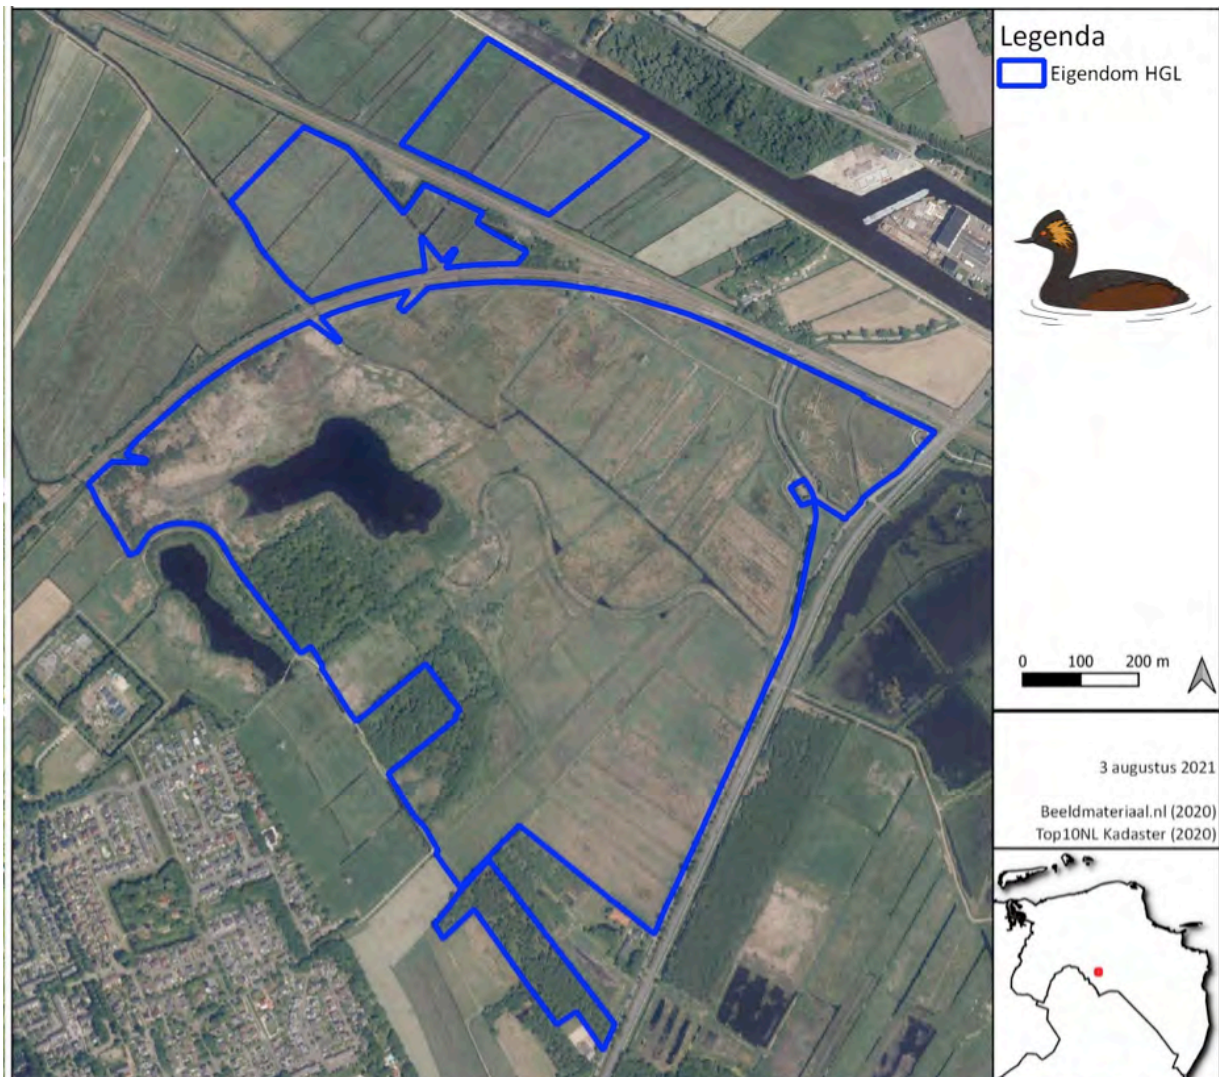 Legenda
Eigendom HGL
0 100 200 m
3 augustus 2021
Beeldmateriaal.nl (2020)
Top10NL Kadaster (2020)